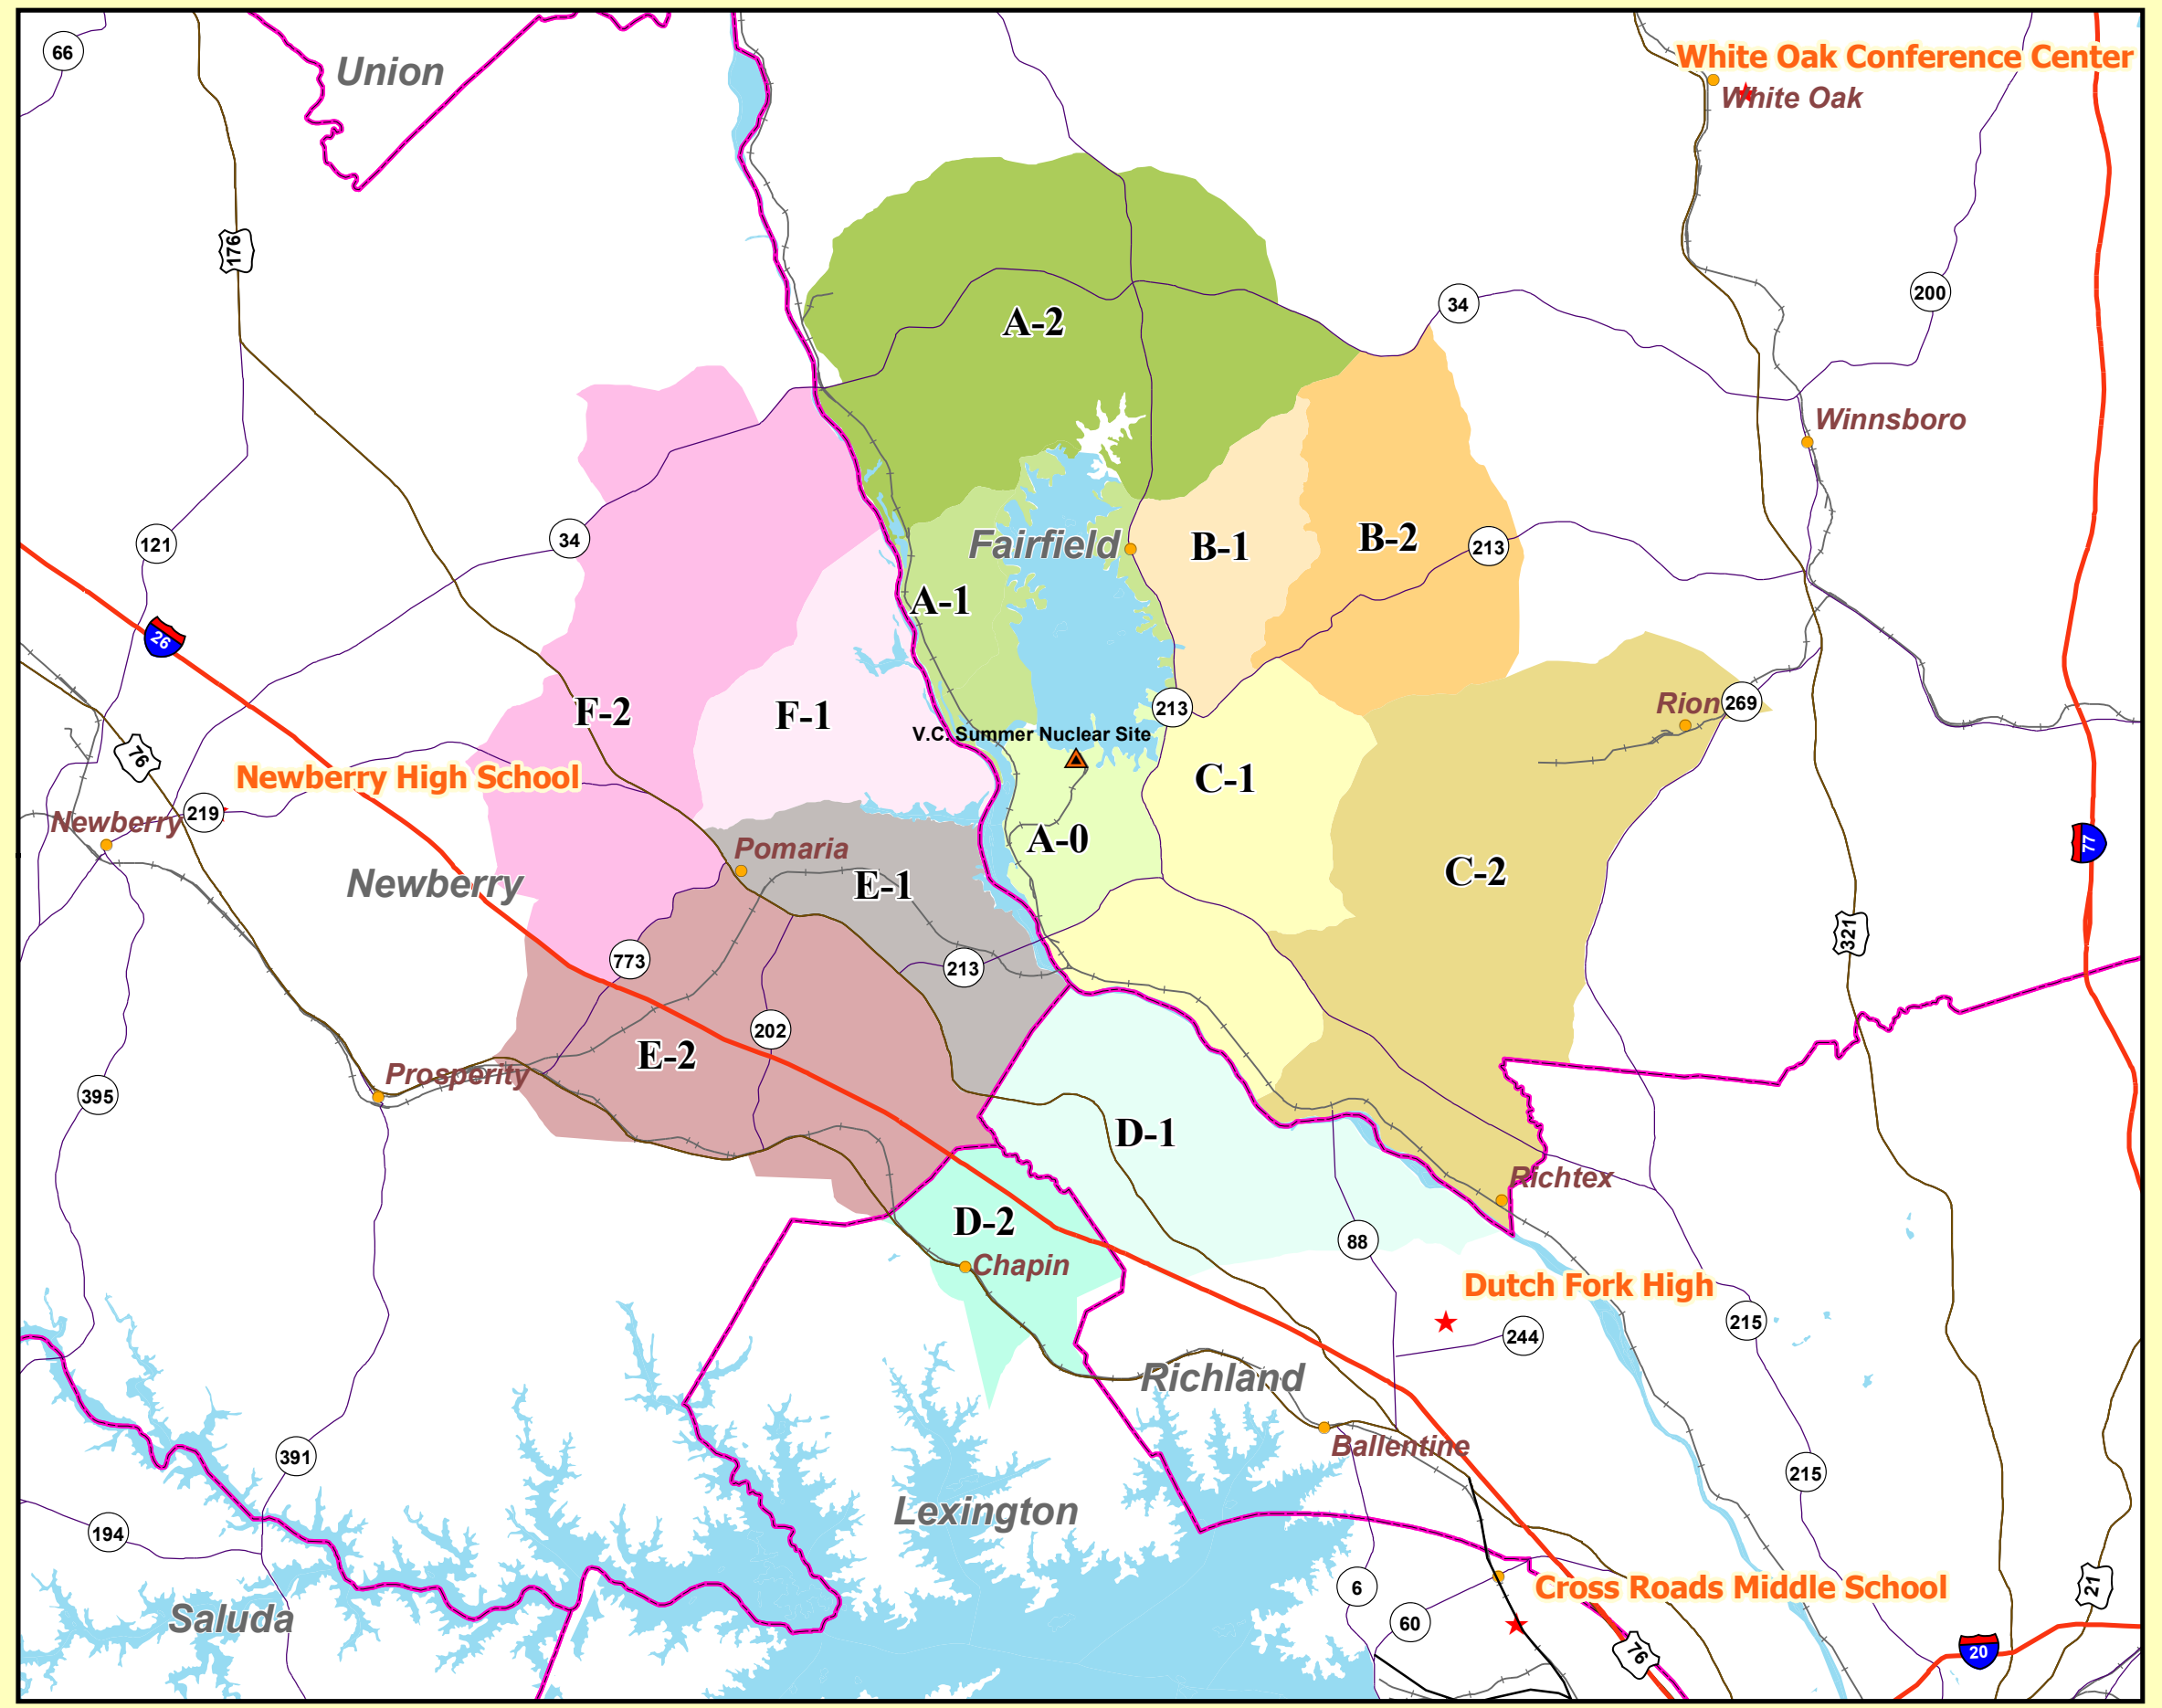 66
Union
White Oak Conference Center
White Oak
176
A-2
34
200
Winnsboro
121
34
Fairfield
B-1
B-2
213
A-1
26
F-2
F-1
213
Rion
269
V.C. Summer Nuclear Site
76
Newberry High School
C-1
219
Newberry
A-0
77
Pomaria
Newberry
E-1
C-2
321
773
213
202
E-2
Prosperity
395
D-1
Richtex
D-2
88
Chapin
Dutch Fork High
244
215
Richland
Ballentine
391
215
Lexington
194
6
Cross Roads Middle School
21
Saluda
60
76
20